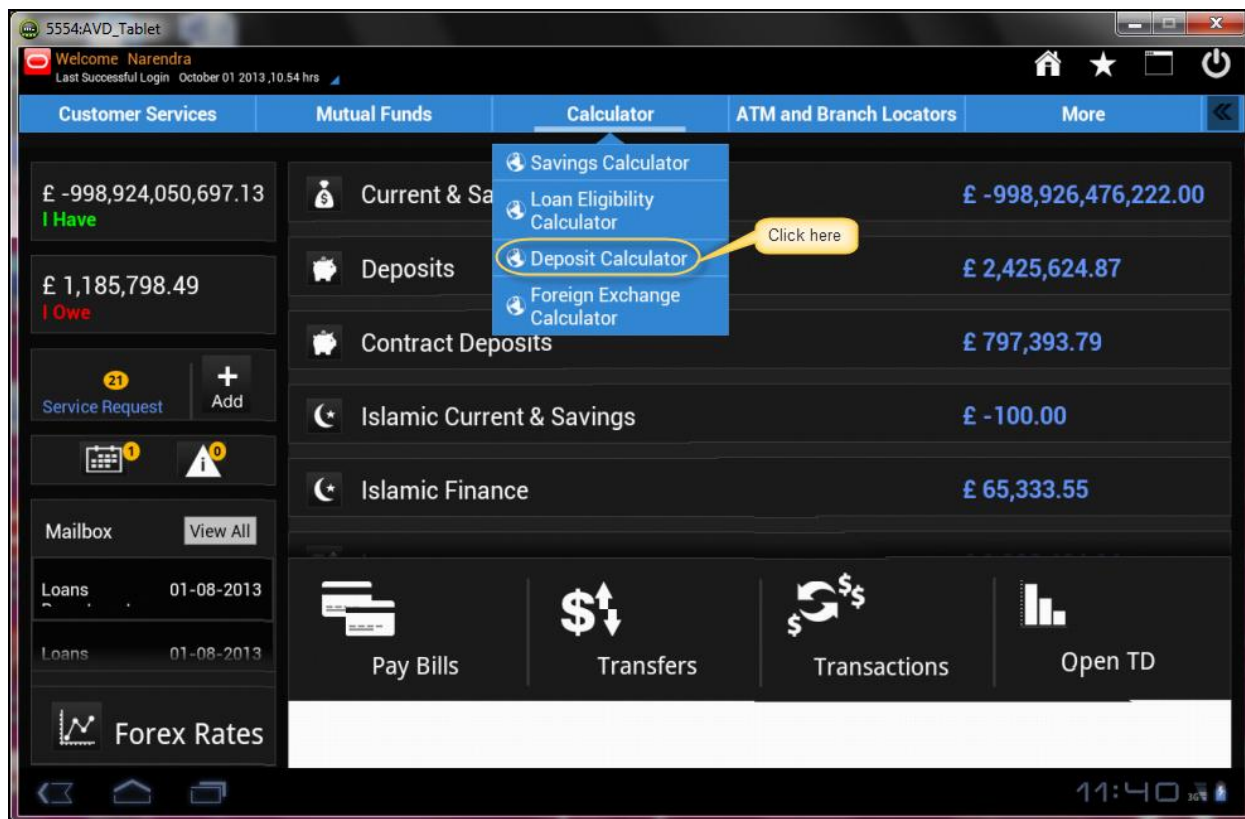 5554:AVD_Tablet
Welcome Narendra
Last Successful Login October 01 2013 ,10.54 hrs
Customer Services
Mutual Funds
Calculator
ATM and Branch Locators
More
Savings Calculator
Loan Eligibility
Calculator
Deposit Calculator
Foreign Exchange
Calculator
Click here
£ -998,924,050,697.13
I Have
£ 1,185,798.49
I Owe
21
Service Request
+
Add
1
0
Mailbox
View All
Loans 01-08-2013
Loans 01-08-2013
Forex Rates
Current & Sa
£ -998,926,476,222.00
Deposits
£ 2,425,624.87
Contract Deposits
£ 797,393.79
Islamic Current & Savings
£ -100.00
Islamic Finance
£ 65,333.55
Pay Bills
Transfers
Transactions
Open TD
11:40
3G